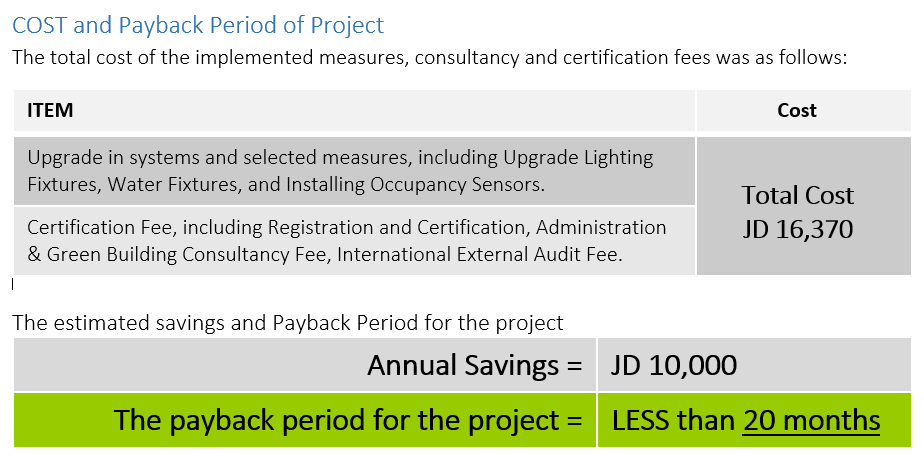 COST and Payback Period of Project
The total cost of the implemented measures, consultancy and certification fees was as follows:
ITEM
Cost
Upgrade in systems and selected measures, including Upgrade Lighting
Fixtures, Water Fixtures, and Installing Occupancy Sensors.
Total Cost
JD 16,370
Certification Fee, including Registration and Certification, Administration
& Green Building Consultancy Fee, International External Audit Fee.
The estimated savings and Payback Period for the project
Annual Savings = JD 10,000
The payback period for the project = LESS than 20 months